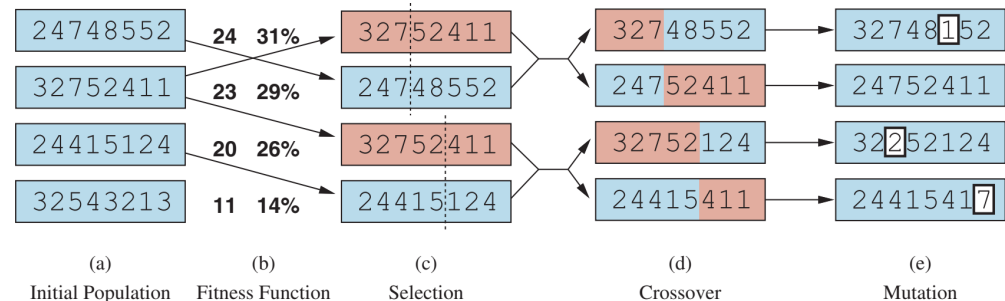 24748552 24 31% 32752411 32748552 32748152
32752411 23 29% 24748552 24752411 24752411
24415124 20 26% 32752411 32752124 32252124
32543213 11 14% 24415124 24415411 24415417
(a) (b) (c) (d) (e)
Initial Population Fitness Function Selection Crossover Mutation